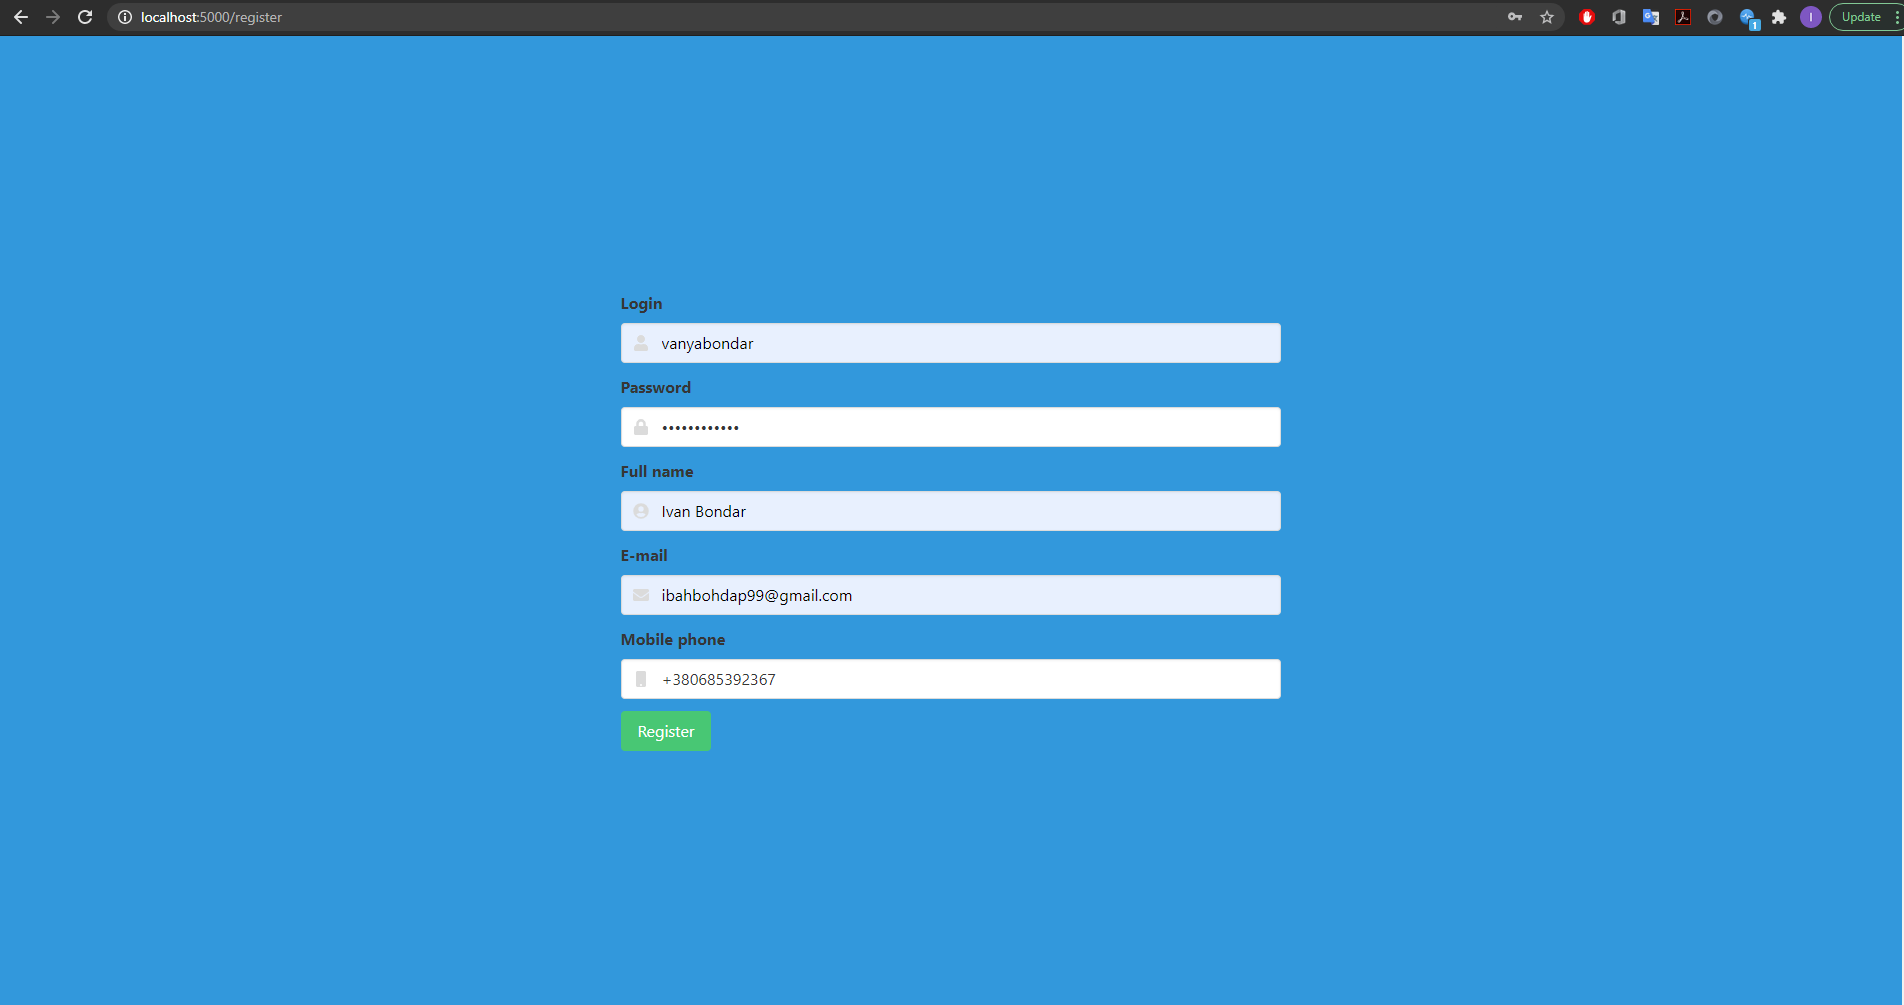 localhost:5000/register
1
I
Update
Login
vanyabondar
Password
••••••••••••
Full name
Ivan Bondar
E-mail
ibahbohdap99@gmail.com
Mobile phone
+380685392367
Register